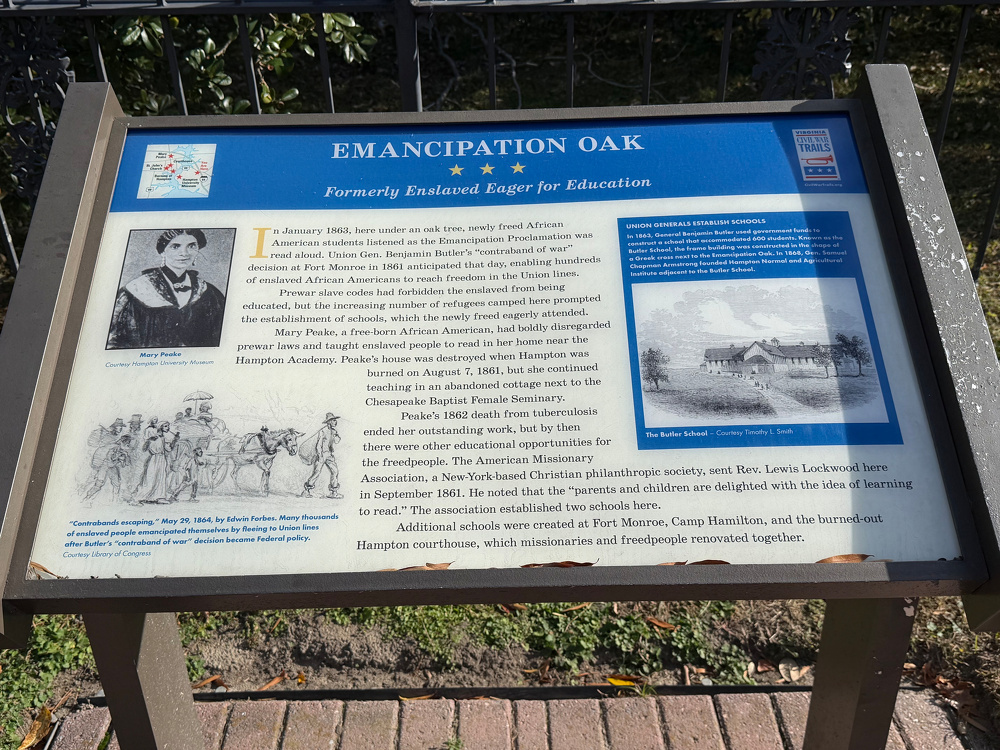 EMANCIPATION OAK
Formerly Enslaved Eager for Education
VIRGINIA
CIVIL WAR
TRAILS
In January 1863, here under an oak tree, newly freed African
American students listened as the Emancipation Proclamation was
read aloud. Union Gen. Benjamin Butler's "contraband of war"
decision at Fort Monroe in 1861 anticipated that day, enabling hundreds
of enslaved African Americans to reach freedom in the Union lines.
Prewar slave codes had forbidden the enslaved from being
educated, but the increasing number of refugees camped here prompted
the establishment of schools, which the newly freed eagerly attended.
Mary Peake, a free-born African American, had boldly disregarded
prewar laws and taught enslaved people to read in her home near the
Hampton Academy. Peake's house was destroyed when Hampton was
burned on August 7, 1861, but she continued
teaching in an abandoned cottage next to the
Chesapeake Baptist Female Seminary.
Peake's 1862 death from tuberculosis
ended her outstanding work, but by then
there were other educational opportunities for
the freedpeople. The American Missionary
Association, a New-York-based Christian philanthropic society, sent Rev. Lewis Lockwood here
in September 1861. He noted that the "parents and children are delighted with the idea of learning
to read." The association established two schools here.
Additional schools were created at Fort Monroe, Camp Hamilton, and the burned-out
Hampton courthouse, which missionaries and freedpeople renovated together.
Mary Peake
Courtesy Hampton University Museum
"Contrabands escaping," May 29, 1864, by Edwin Forbes. Many thousands
of enslaved people emancipated themselves by fleeing to Union lines
after Butler's "contraband of war" decision became Federal policy.
Courtesy Library of Congress
UNION GENERALS ESTABLISH SCHOOLS
In 1863, General Benjamin Butler used government funds to
construct a school that accommodated 600 students. Known as the
Butler School, the frame building was constructed in the shape of
a Greek cross next to the Emancipation Oak. In 1868, Gen. Samuel
Chapman Armstrong founded Hampton Normal and Agricultural
Institute adjacent to the Butler School.
The Butler School – Courtesy Timothy L. Smith